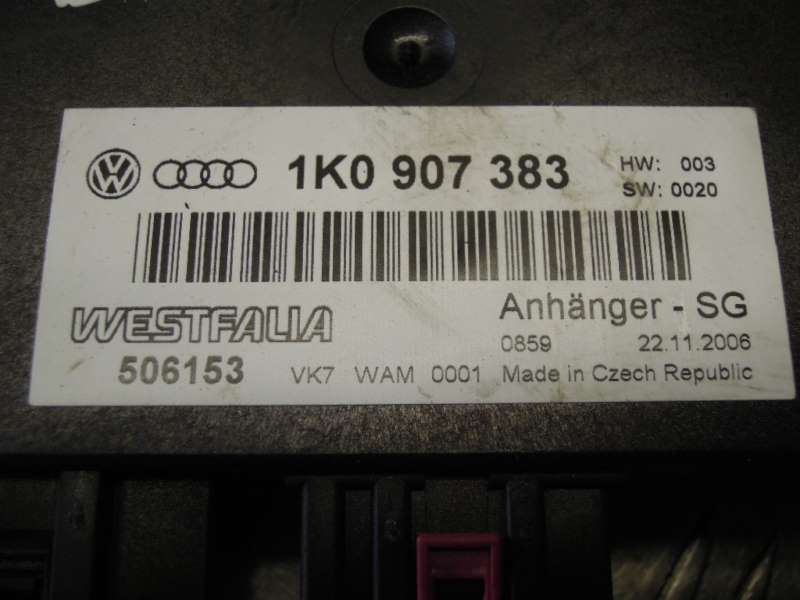 1K0 907 383 HW: 003
SW: 0020
WESTFALIA Anhänger - SG
0859 22.11.2006
506153 VK7 WAM 0001 Made in Czech Republic